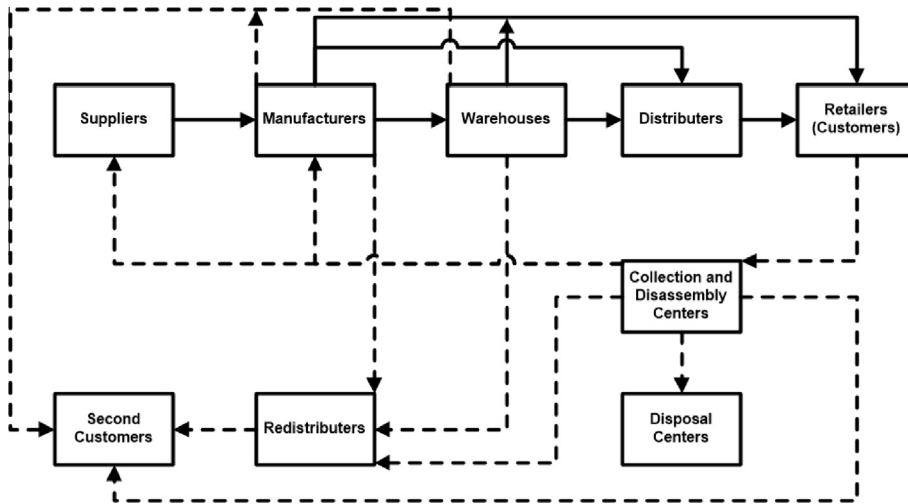 Suppliers
Manufacturers
Warehouses
Distributers
Retailers
(Customers)
Collection and
Disassembly
Centers
Second
Customers
Redistributers
Disposal
Centers